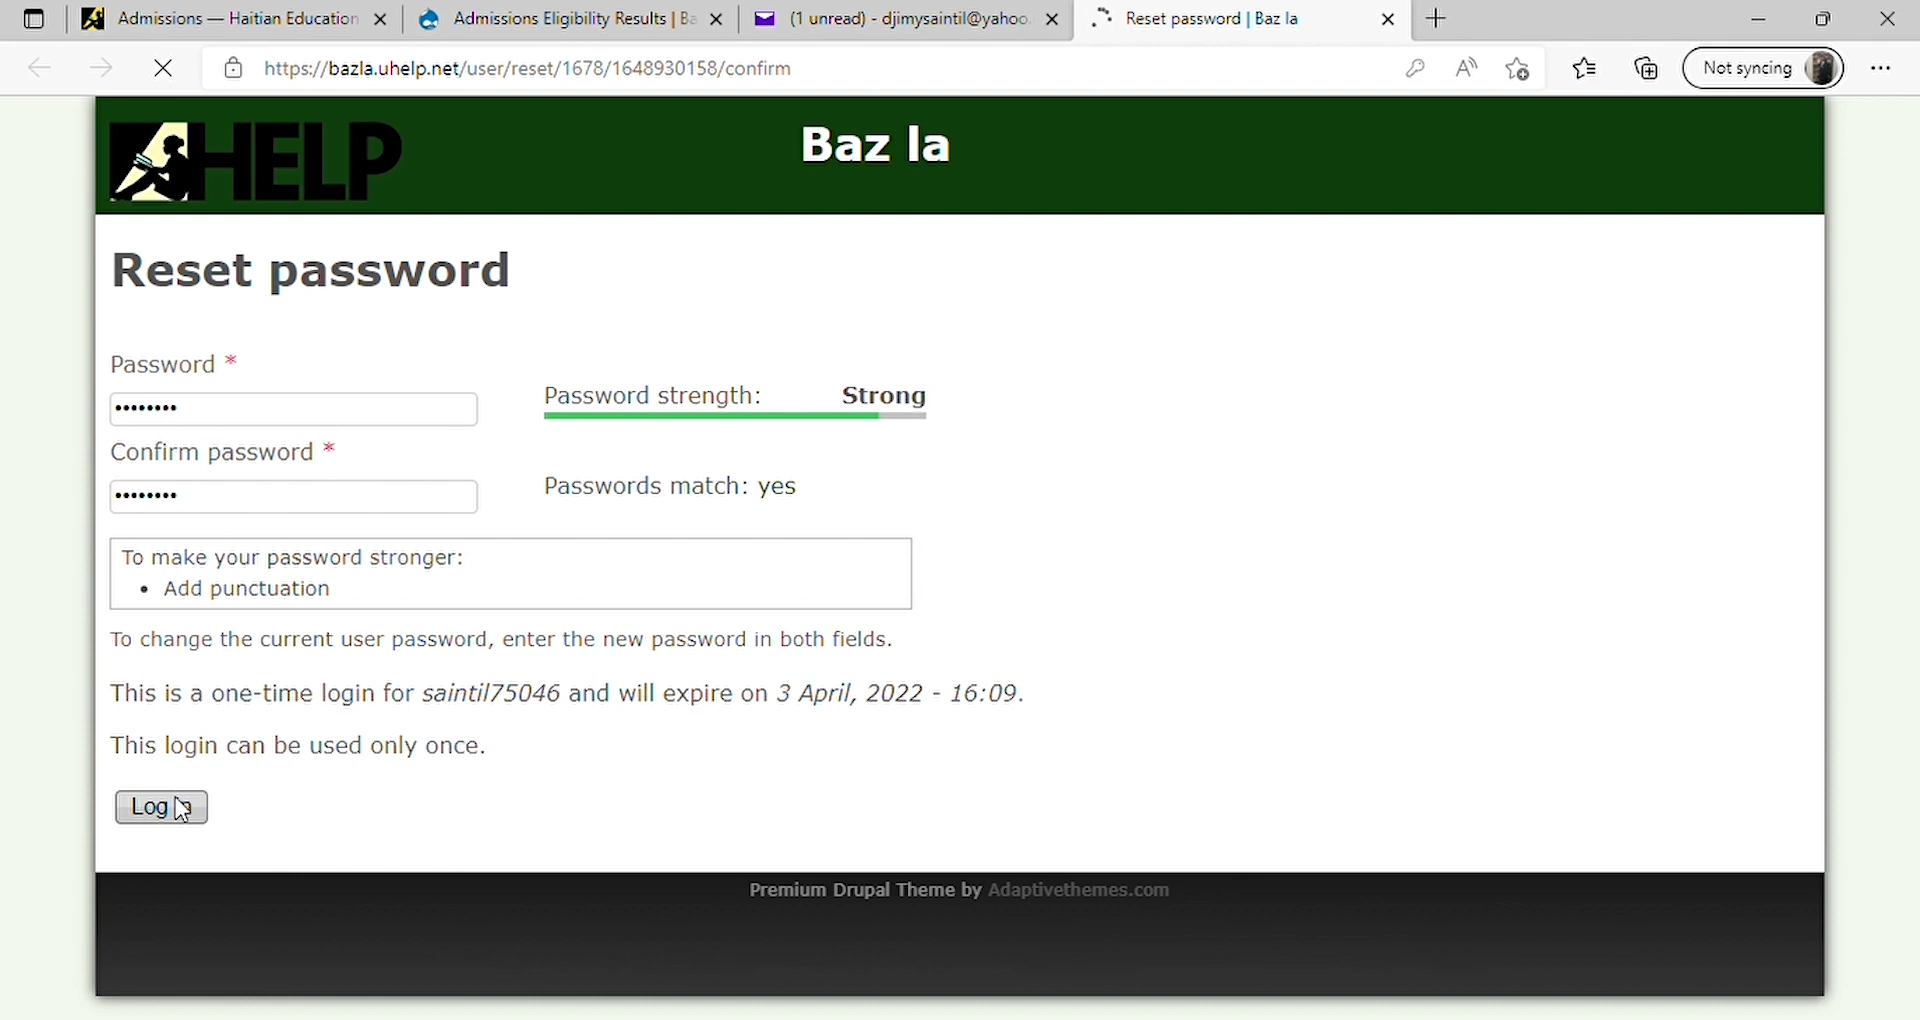 Admissions — Haitian Education
Admissions Eligibility Results | Ba
(1 unread) - djimysaintil@yahoo.
Reset password | Baz la
https://bazla.uhelp.net/user/reset/1678/1648930158/confirm
Not syncing
HELP
Baz la
Reset password
Password *
Password strength: Strong
Confirm password *
Passwords match: yes
To make your password stronger:
• Add punctuation
To change the current user password, enter the new password in both fields.
This is a one-time login for saintil75046 and will expire on 3 April, 2022 - 16:09.
This login can be used only once.
Log
Premium Drupal Theme by Adaptivethemes.com